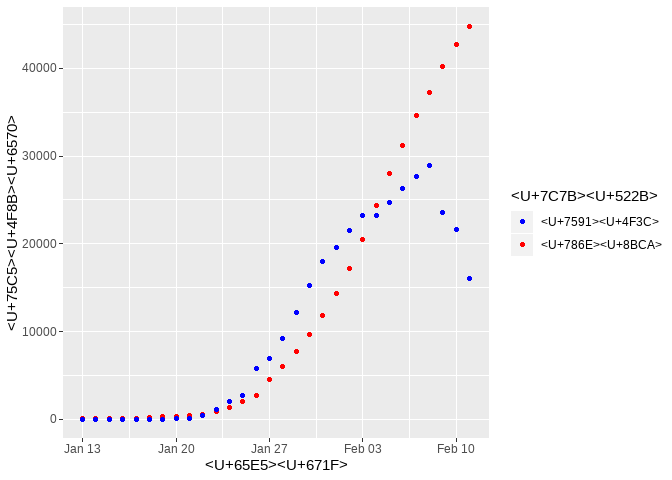 40000
30000
20000
10000
0
<U+75C5><U+4F8B><U+6570>
Jan 13 Jan 20 Jan 27 Feb 03 Feb 10
<U+65E5><U+671F>
<U+7C7B><U+522B>
<U+7591><U+4F3C>
<U+786E><U+8BCA>